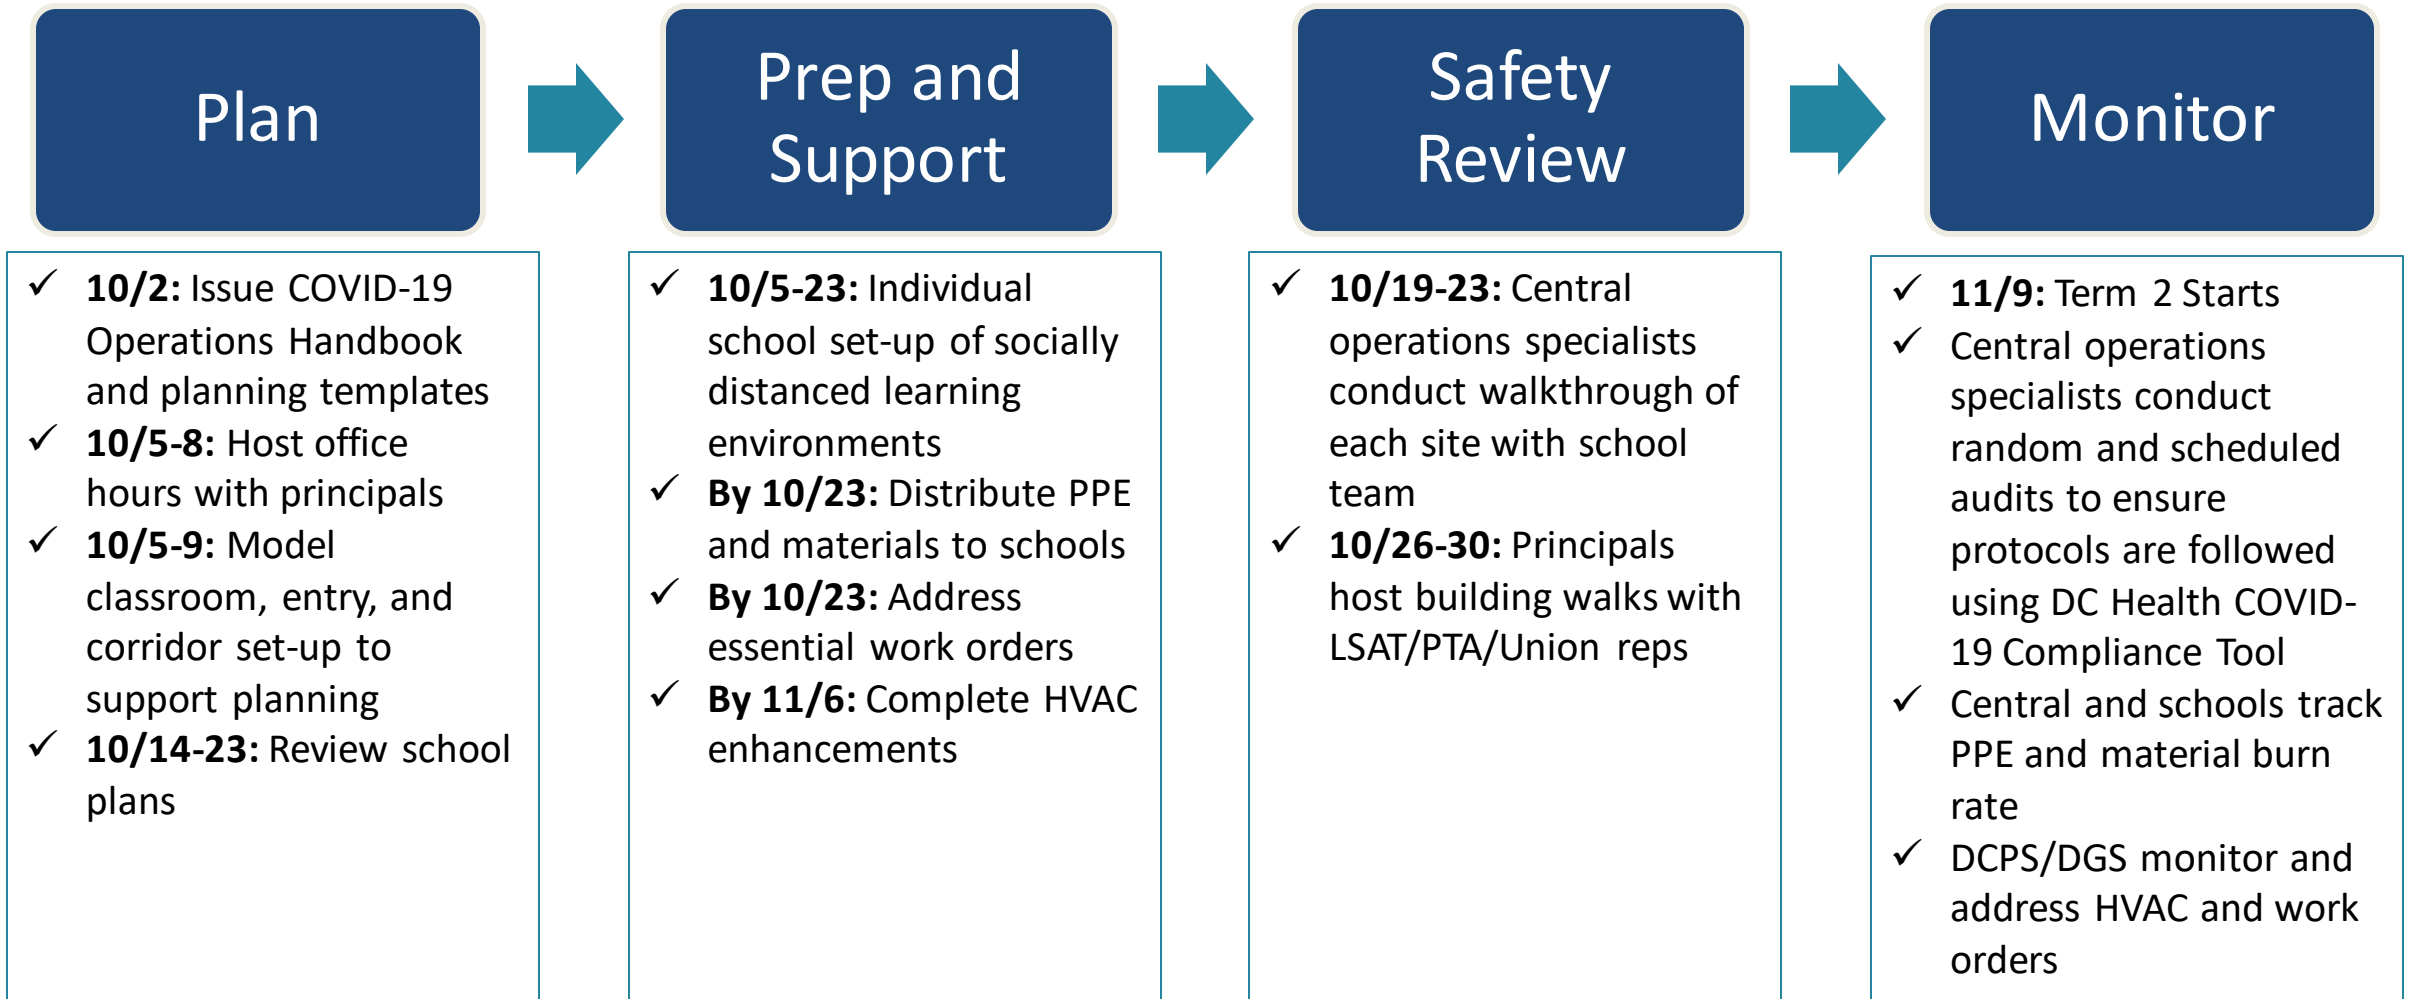 Plan
Prep and
Support
Safety
Review
Monitor
✓ 10/2: Issue COVID-19
Operations Handbook
and planning templates
✓ 10/5-8: Host office
hours with principals
✓ 10/5-9: Model
classroom, entry, and
corridor set-up to
support planning
✓ 10/14-23: Review school
plans
✓ 10/5-23: Individual
school set-up of socially
distanced learning
environments
✓ By 10/23: Distribute PPE
and materials to schools
✓ By 10/23: Address
essential work orders
✓ By 11/6: Complete HVAC
enhancements
✓ 10/19-23: Central
operations specialists
conduct walkthrough of
each site with school
team
✓ 10/26-30: Principals
host building walks with
LSAT/PTA/Union reps
✓ 11/9: Term 2 Starts
✓ Central operations
specialists conduct
random and scheduled
audits to ensure
protocols are followed
using DC Health COVID-
19 Compliance Tool
✓ Central and schools track
PPE and material burn
rate
✓ DCPS/DGS monitor and
address HVAC and work
orders